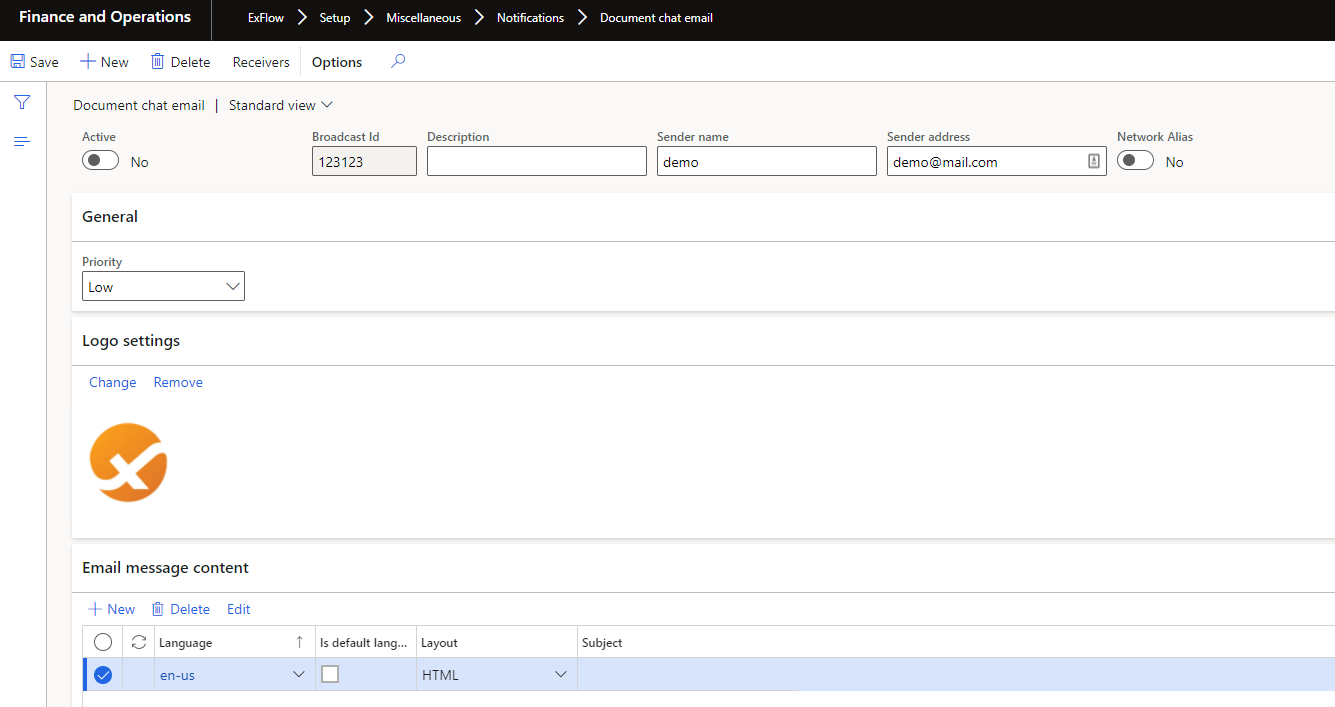 Finance and Operations ExFlow Setup Miscellaneous Notifications Document chat email
Save New Delete Receivers Options
Document chat email | Standard view
Active Broadcast Id Description Sender name Sender address Network Alias
No 123123 demo demo@mail.com No
General
Priority
Low
Logo settings
Change Remove
Email message content
New Delete Edit
Language Is default lang... Layout Subject
en-us HTML